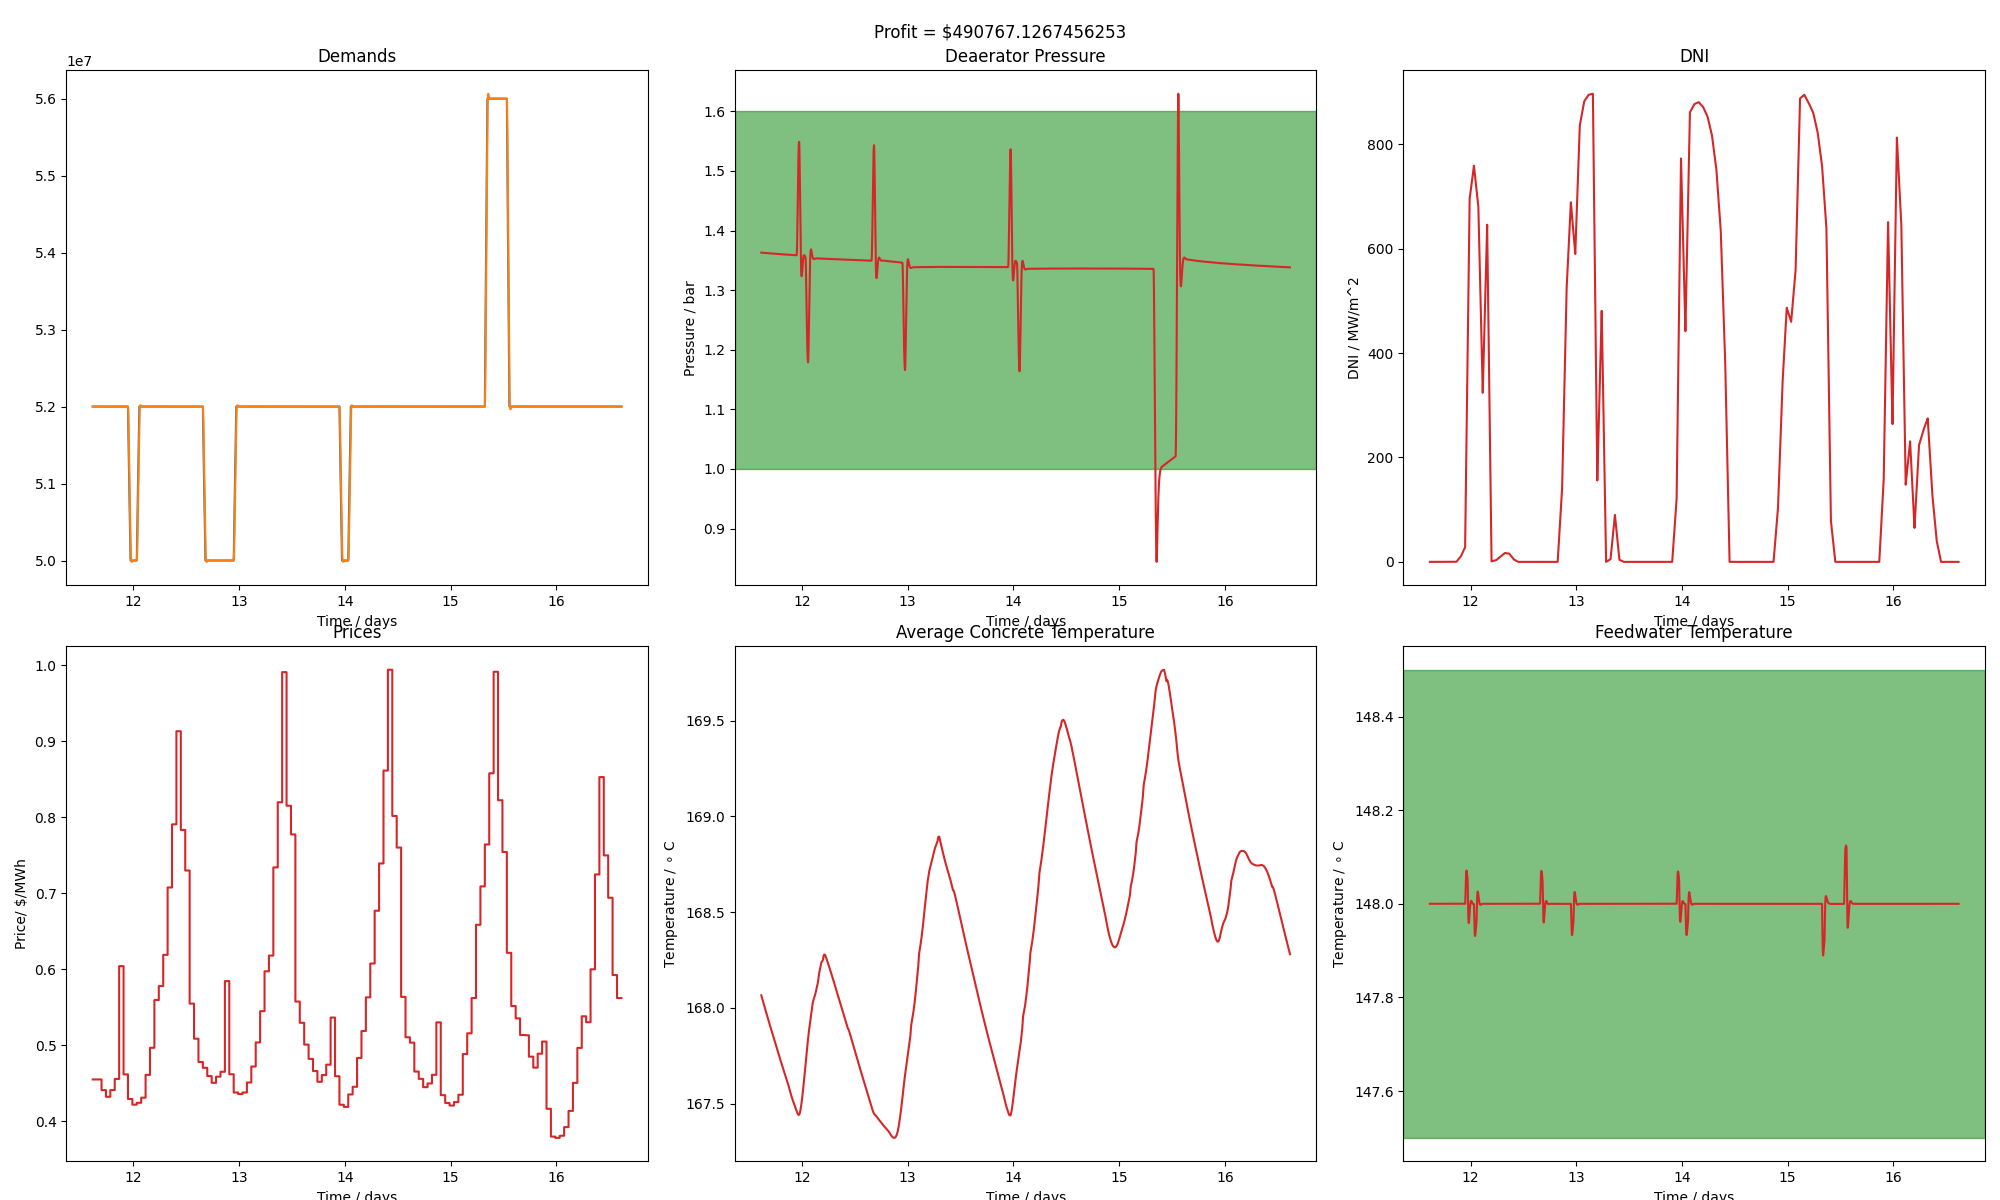 Profit = $490767.1267456253
Demands
1e7
5.6
5.5
5.4
5.3
5.2
5.1
5.0
12 13 14 15 16
Time / days
Deaerator Pressure
Pressure / bar
1.6
1.5
1.4
1.3
1.2
1.1
1.0
0.9
12 13 14 15 16
Time / days
DNI
DNI / MW/m^2
800
600
400
200
0
12 13 14 15 16
Time / days
Prices
Price/ $/MWh
1.0
0.9
0.8
0.7
0.6
0.5
0.4
12 13 14 15 16
Time / days
Average Concrete Temperature
Temperature / ∘ C
169.5
169.0
168.5
168.0
167.5
12 13 14 15 16
Time / days
Feedwater Temperature
Temperature / ∘ C
148.4
148.2
148.0
147.8
147.6
12 13 14 15 16
Time / days